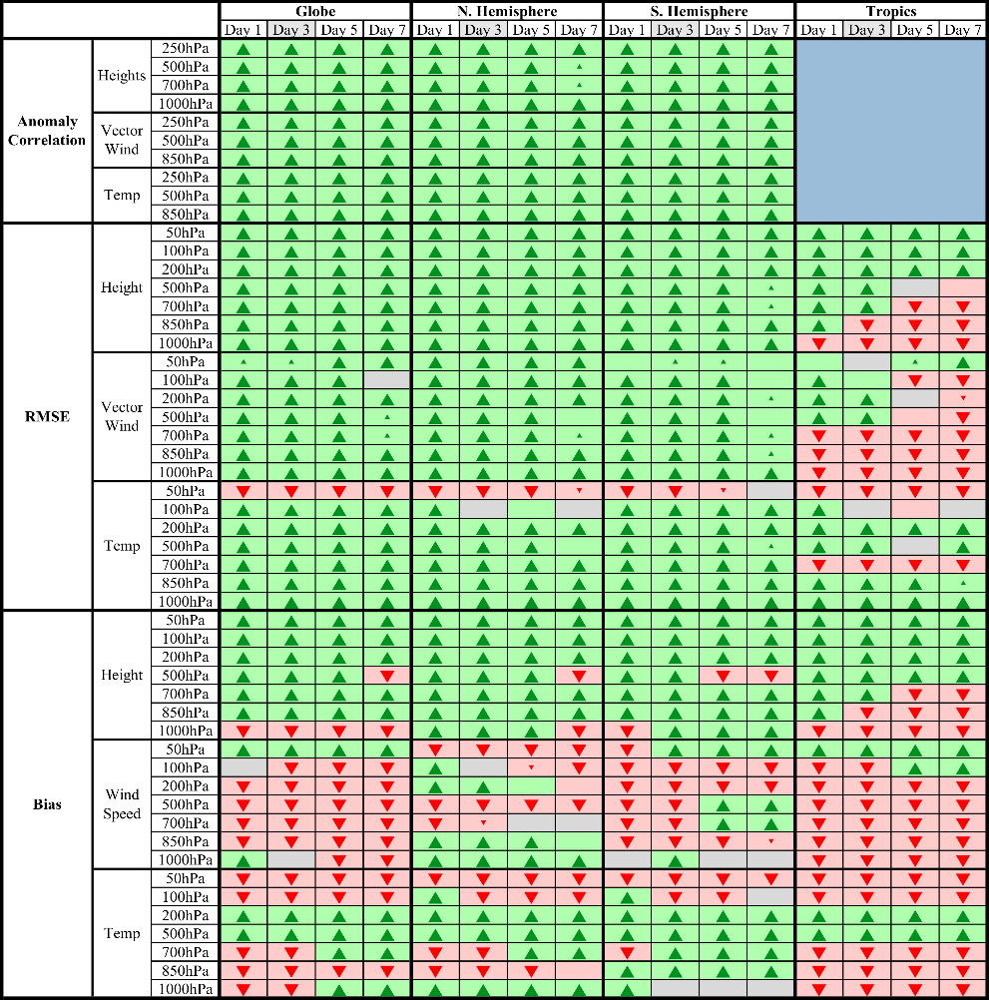 Globe N. Hemisphere S. Hemisphere Tropics
Day 1 Day 3 Day 5 Day 7 Day 1 Day 3 Day 5 Day 7 Day 1 Day 3 Day 5 Day 7 Day 1 Day 3 Day 5 Day 7
Anomaly
Correlation
Heights
250hPa
500hPa
700hPa
1000hPa
Vector
Wind
250hPa
500hPa
850hPa
Temp
250hPa
500hPa
850hPa
RMSE
Height
50hPa
100hPa
200hPa
500hPa
700hPa
850hPa
1000hPa
Vector
Wind
50hPa
100hPa
200hPa
500hPa
700hPa
850hPa
1000hPa
Temp
50hPa
100hPa
200hPa
500hPa
700hPa
850hPa
1000hPa
Bias
Height
50hPa
100hPa
200hPa
500hPa
700hPa
850hPa
1000hPa
Wind
Speed
50hPa
100hPa
200hPa
500hPa
700hPa
850hPa
1000hPa
Temp
50hPa
100hPa
200hPa
500hPa
700hPa
850hPa
1000hPa